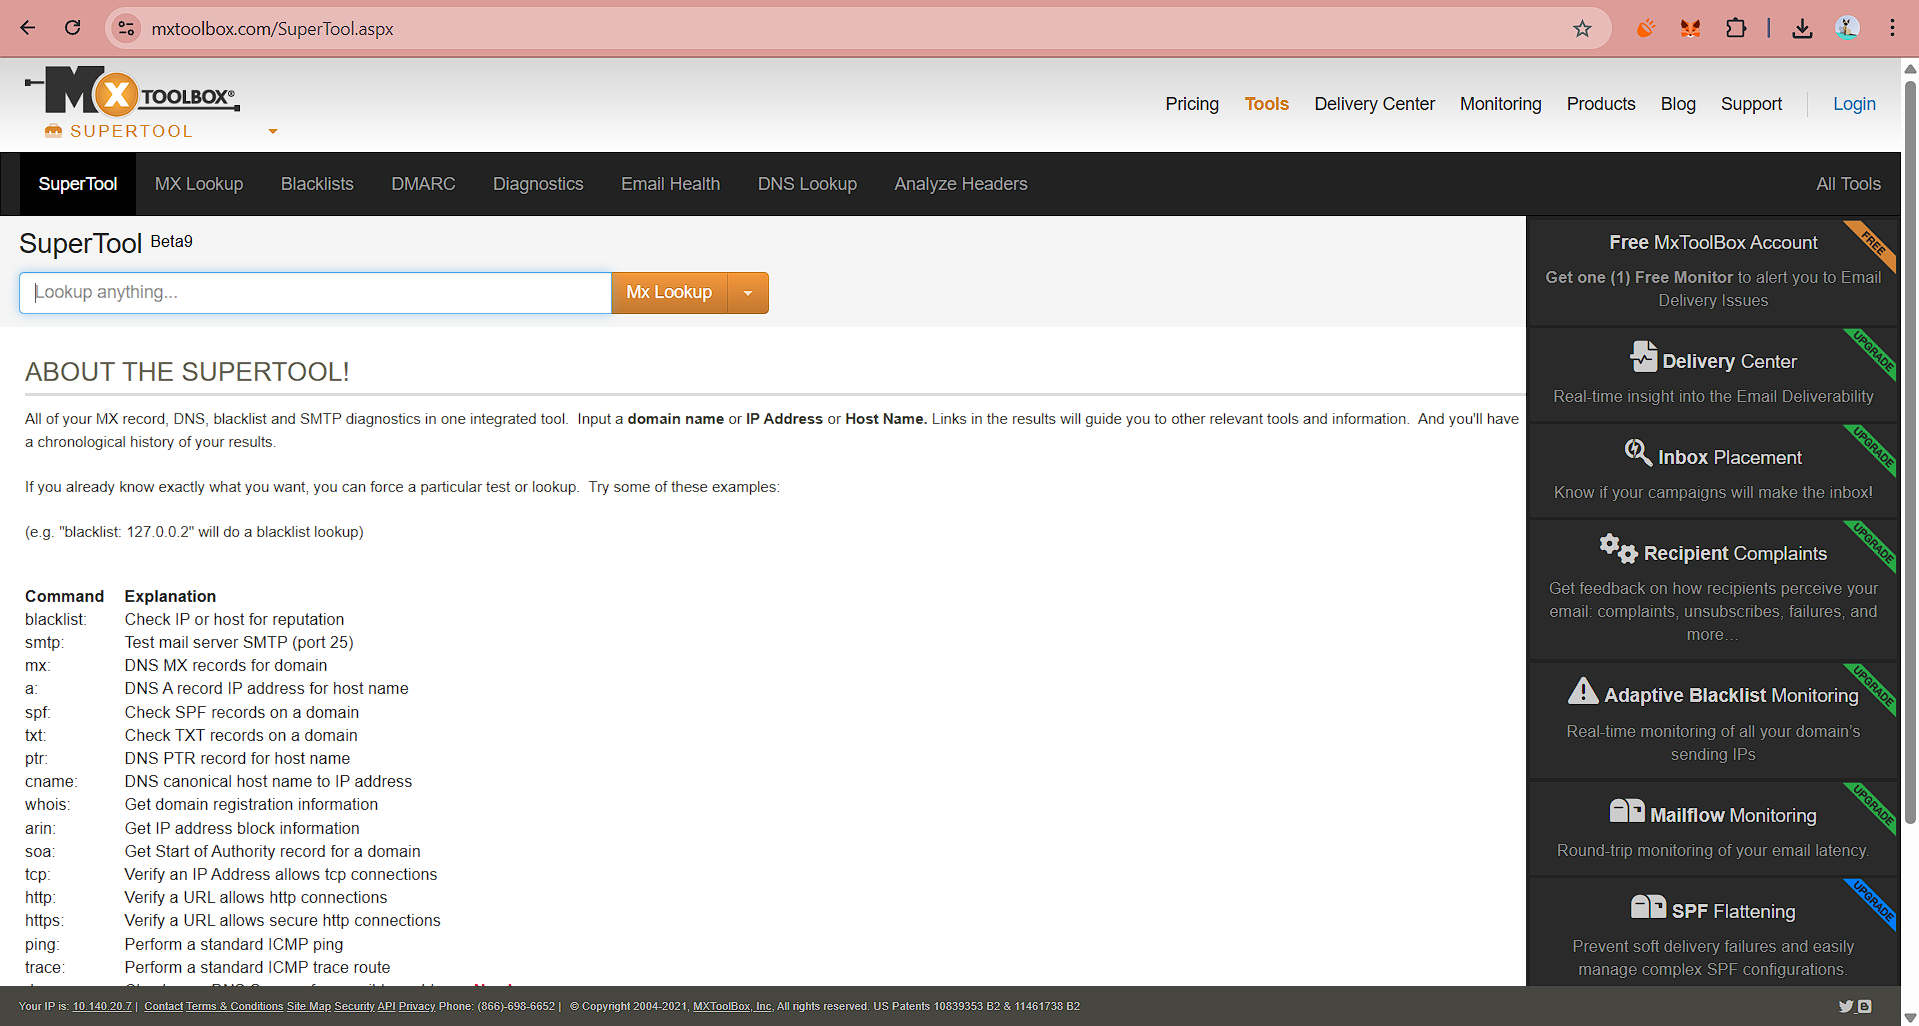 mxtoolbox.com/SuperTool.aspx
MX TOOLBOX®
SUPERTOOL
Pricing Tools Delivery Center Monitoring Products Blog Support Login
SuperTool MX Lookup Blacklists DMARC Diagnostics Email Health DNS Lookup Analyze Headers All Tools
SuperTool Beta9
Lookup anything...
Mx Lookup
ABOUT THE SUPERTOOL!
All of your MX record, DNS, blacklist and SMTP diagnostics in one integrated tool. Input a domain name or IP Address or Host Name. Links in the results will guide you to other relevant tools and information. And you'll have
a chronological history of your results.
If you already know exactly what you want, you can force a particular test or lookup. Try some of these examples:
(e.g. "blacklist: 127.0.0.2" will do a blacklist lookup)
Command Explanation
blacklist: Check IP or host for reputation
smtp: Test mail server SMTP (port 25)
mx: DNS MX records for domain
a: DNS A record IP address for host name
spf: Check SPF records on a domain
txt: Check TXT records on a domain
ptr: DNS PTR record for host name
cname: DNS canonical host name to IP address
whois: Get domain registration information
arin: Get IP address block information
soa: Get Start of Authority record for a domain
tcp: Verify an IP Address allows tcp connections
http: Verify a URL allows http connections
https: Verify a URL allows secure http connections
ping: Perform a standard ICMP ping
trace: Perform a standard ICMP trace route
Free MxToolBox Account
FREE
Get one (1) Free Monitor to alert you to Email
Delivery Issues
Delivery Center
UPGRADE
Real-time insight into the Email Deliverability
Inbox Placement
UPGRADE
Know if your campaigns will make the inbox!
Recipient Complaints
UPGRADE
Get feedback on how recipients perceive your
email: complaints, unsubscribes, failures, and
more…
Adaptive Blacklist Monitoring
UPGRADE
Real-time monitoring of all your domain's
sending IPs
Mailflow Monitoring
UPGRADE
Round-trip monitoring of your email latency.
SPF Flattening
UPGRADE
Prevent soft delivery failures and easily
manage complex SPF configurations.
Your IP is: 10.140.20.7 | Contact Terms & Conditions Site Map Security API Privacy Phone: (866)-698-6652 | © Copyright 2004-2021, MXToolBox, Inc, All rights reserved. US Patents 10839353 B2 & 11461738 B2